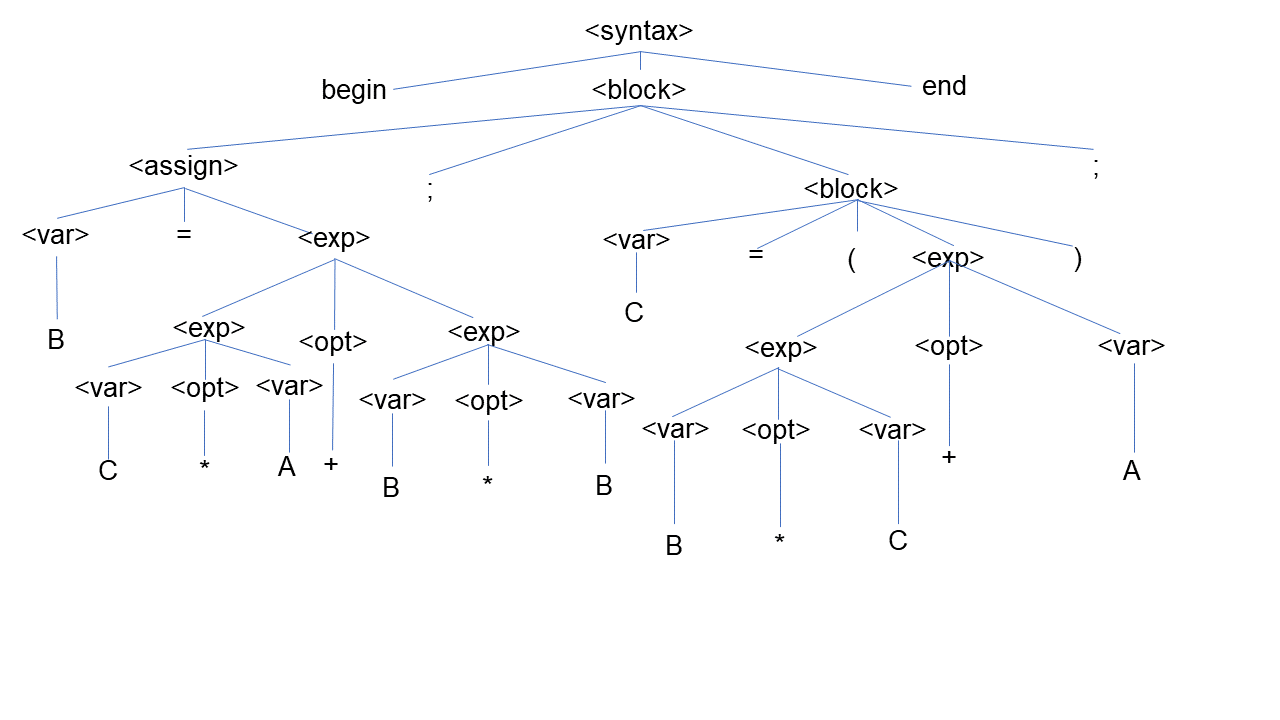 <syntax>
begin <block> end
<assign> ; <block> ;
<var> = <exp> <var> = ( <exp> )
B <exp> <opt> <exp> C <exp> <opt> <var>
<var> <opt> <var> <var> <opt> <var> <var> <opt> <var>
C * A + B * B + A
B * C